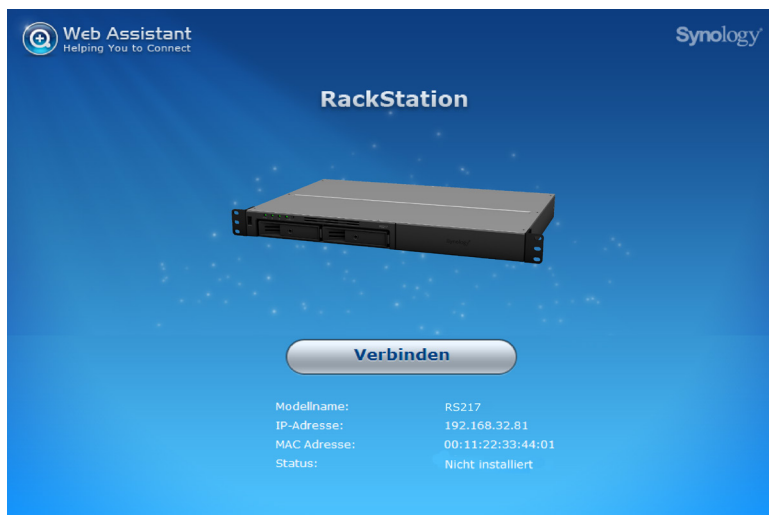 Web Assistant
Helping You to Connect
Synology
RackStation
Verbinden
Modellname: RS217
IP-Adresse: 192.168.32.81
MAC Adresse: 00:11:22:33:44:01
Status: Nicht installiert